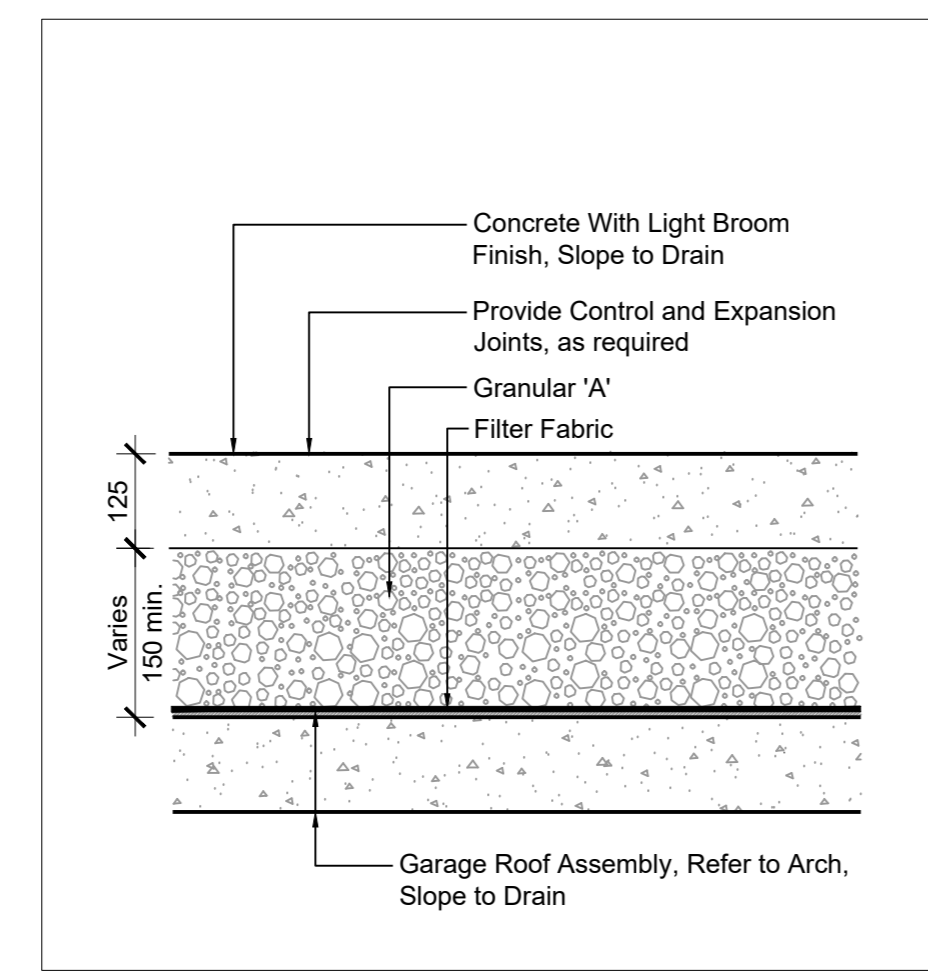 Concrete With Light Broom
Finish, Slope to Drain
Provide Control and Expansion
Joints, as required
Granular 'A'
Filter Fabric
125
Varies
150 min.
Garage Roof Assembly, Refer to Arch,
Slope to Drain